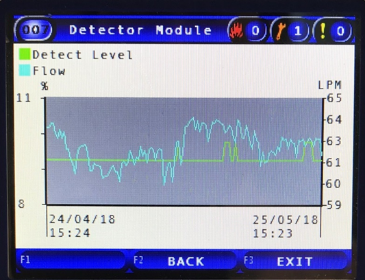 007 Detector Module 0 1 ! 0
Detect Level
Flow
% LPM
11 65
64
63
62
61
60
8 59
24/04/18 25/05/18
15:24 15:23
F1 F2 BACK F3 EXIT